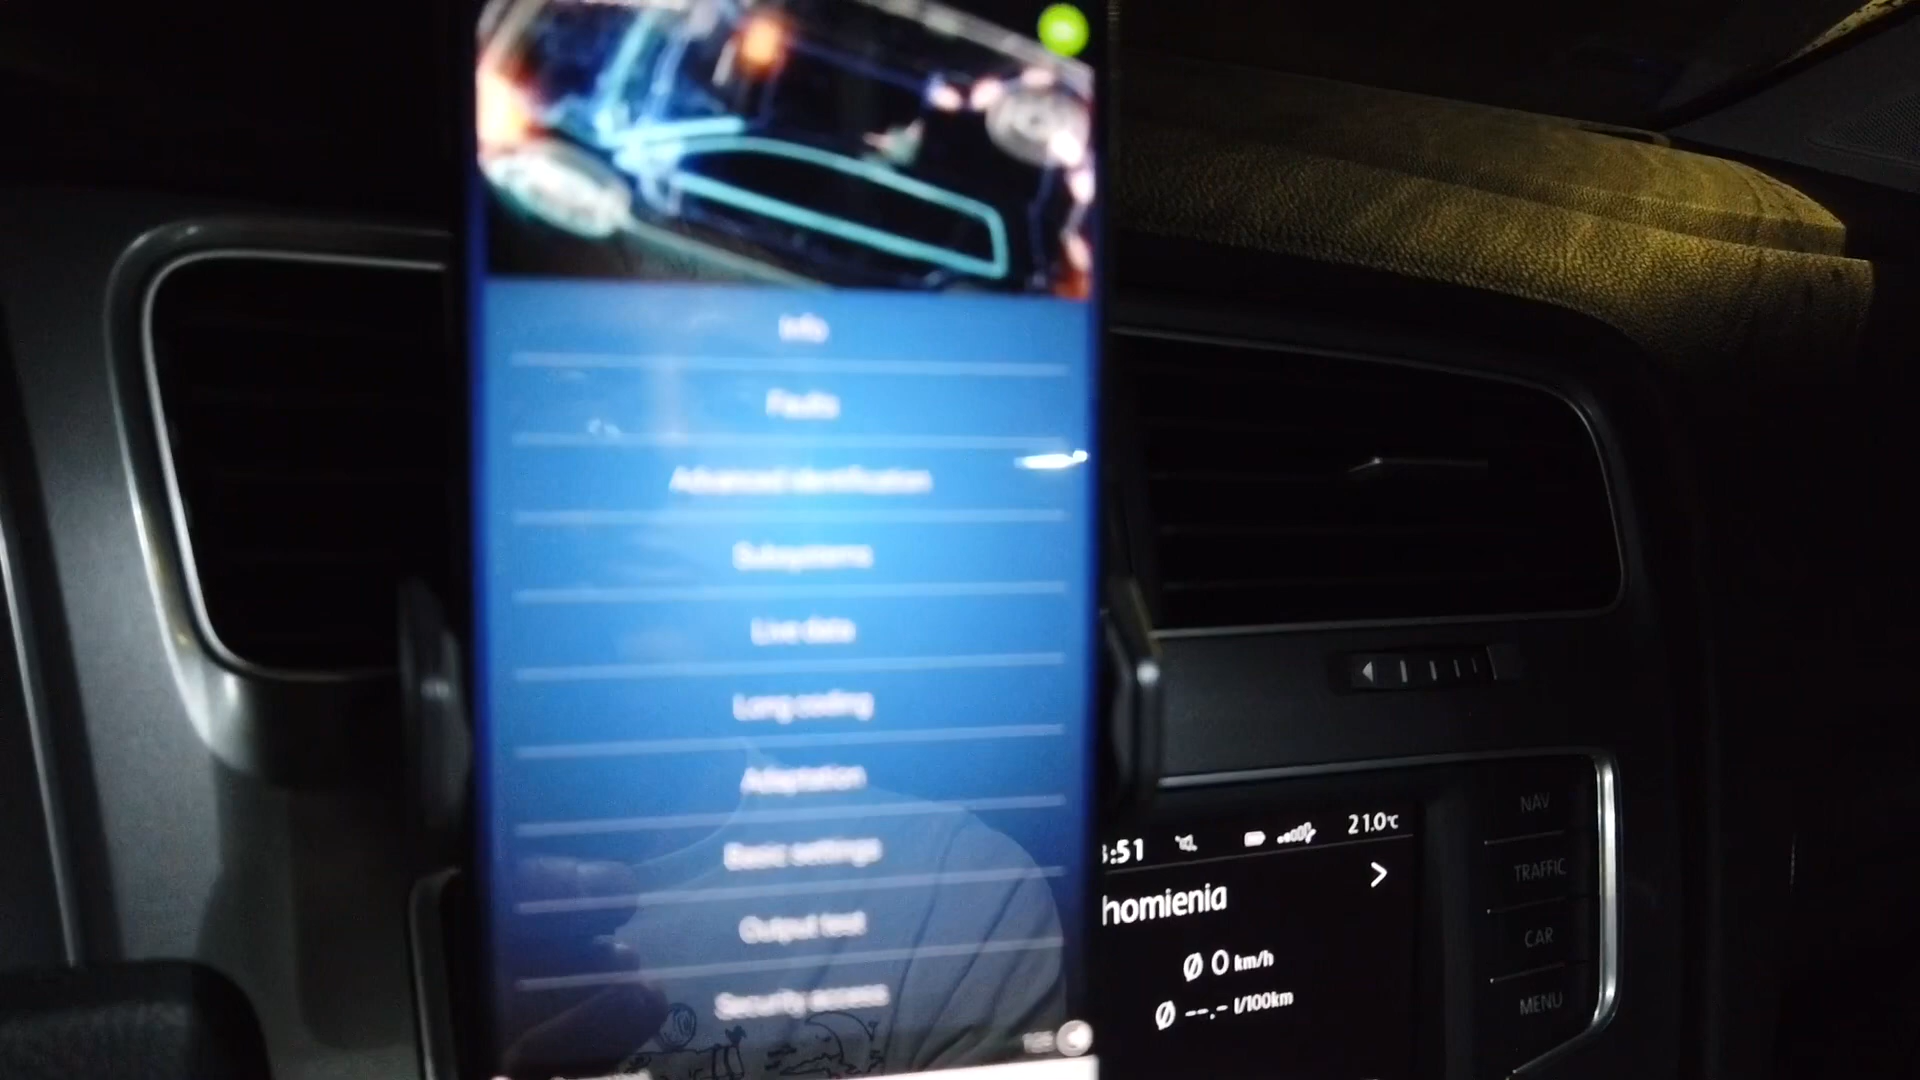 Info
Faults
Advanced identification
Subsystems
Live data
Long coding
Adaptation
Basic settings
Output test
Security access
:51
21.0°C
homienia
Ø 0 km/h
Ø --.- l/100km
NAV
TRAFFIC
CAR
MENU